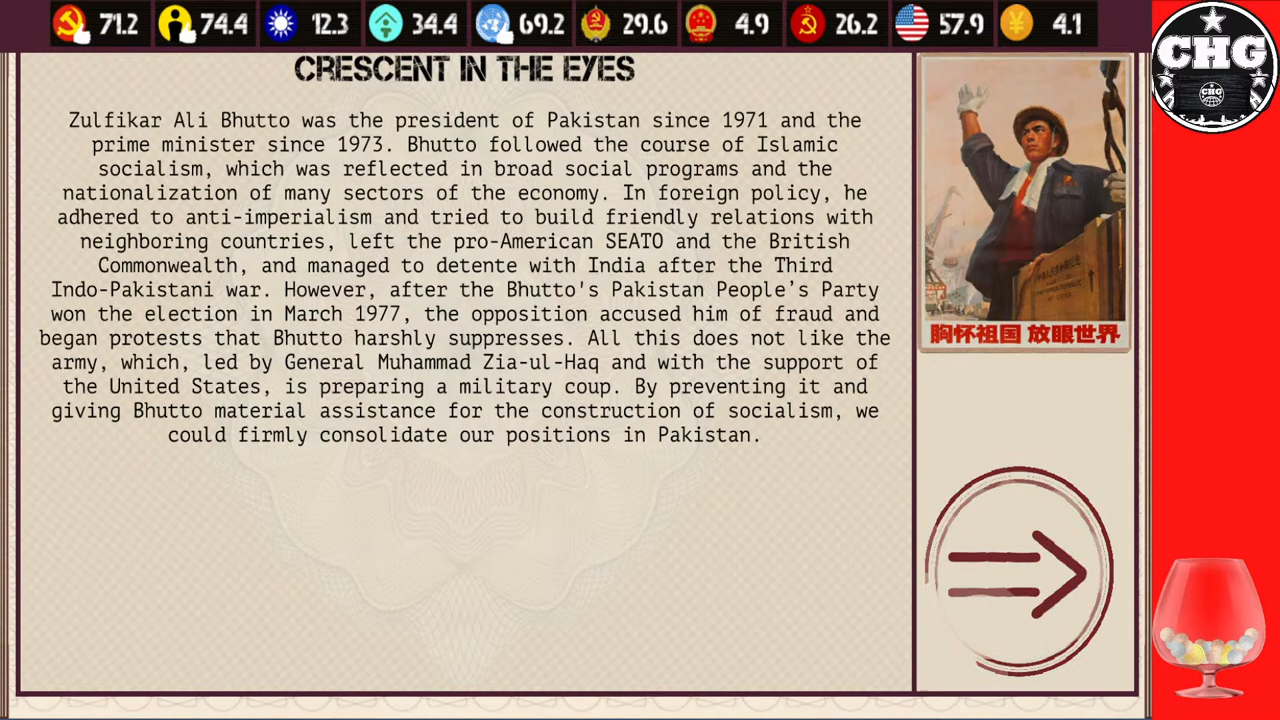 71.2 74.4 12.3 34.4 69.2 29.6 4.9 26.2 57.9 4.1
CHG
CHG
CRESCENT IN THE EYES
Zulfikar Ali Bhutto was the president of Pakistan since 1971 and the
prime minister since 1973. Bhutto followed the course of Islamic
socialism, which was reflected in broad social programs and the
nationalization of many sectors of the economy. In foreign policy, he
adhered to anti-imperialism and tried to build friendly relations with
neighboring countries, left the pro-American SEATO and the British
Commonwealth, and managed to detente with India after the Third
Indo-Pakistani war. However, after the Bhutto's Pakistan People’s Party
won the election in March 1977, the opposition accused him of fraud and
began protests that Bhutto harshly suppresses. All this does not like the
army, which, led by General Muhammad Zia-ul-Haq and with the support of
the United States, is preparing a military coup. By preventing it and
giving Bhutto material assistance for the construction of socialism, we
could firmly consolidate our positions in Pakistan.
胸怀祖国 放眼世界